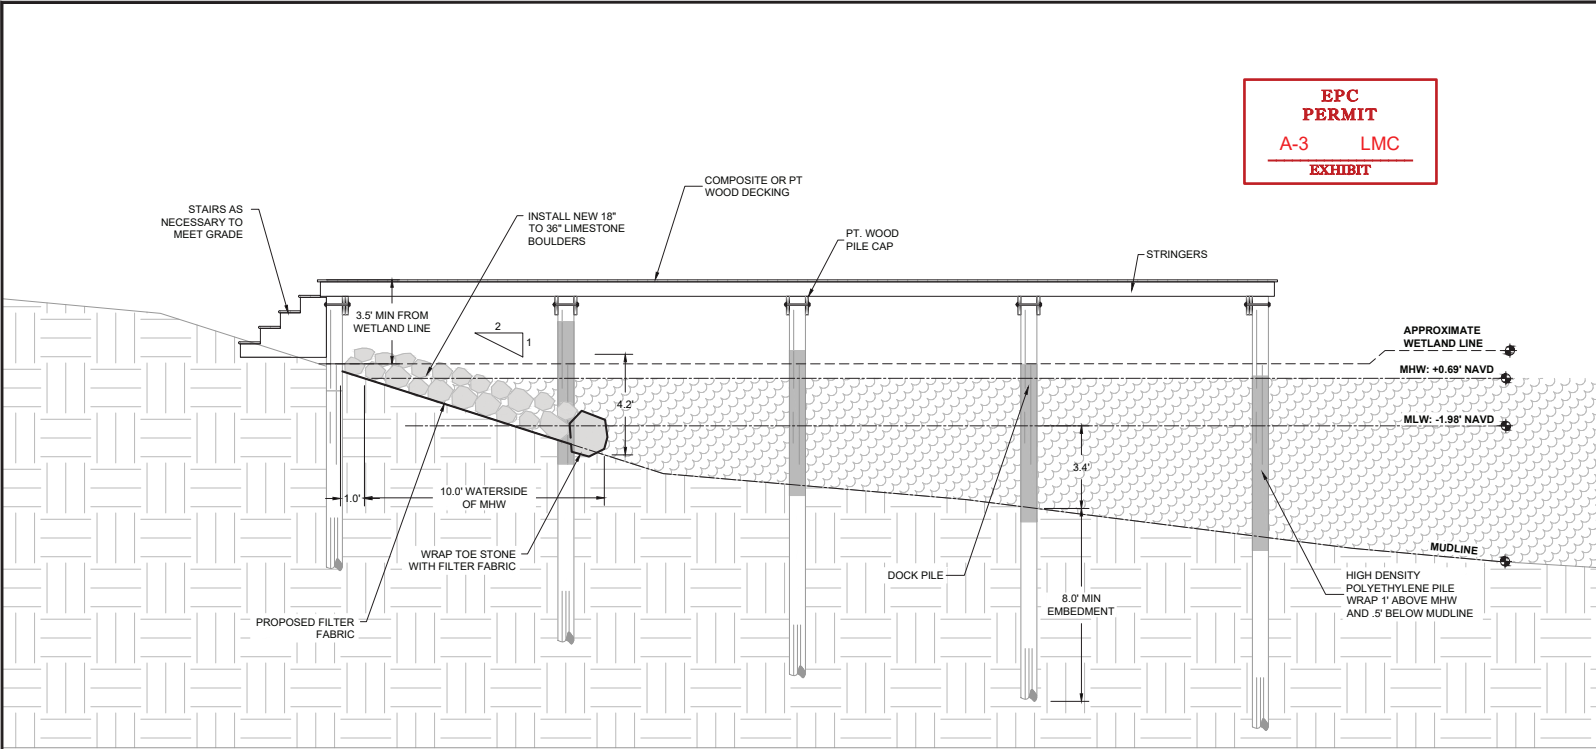 EPC
PERMIT
A-3 LMC
EXHIBIT
COMPOSITE OR PT
WOOD DECKING
STAIRS AS
NECESSARY TO
MEET GRADE
INSTALL NEW 18"
TO 36" LIMESTONE
BOULDERS
PT. WOOD
PILE CAP
STRINGERS
3.5' MIN FROM
WETLAND LINE
2
1
APPROXIMATE
WETLAND LINE
MHW: +0.69' NAVD
4.2'
MLW: -1.98' NAVD
3.4'
1.0'
10.0' WATERSIDE
OF MHW
WRAP TOE STONE
WITH FILTER FABRIC
MUDLINE
DOCK PILE
8.0' MIN
EMBEDMENT
HIGH DENSITY
POLYETHYLENE PILE
WRAP 1' ABOVE MHW
AND .5' BELOW MUDLINE
PROPOSED FILTER
FABRIC